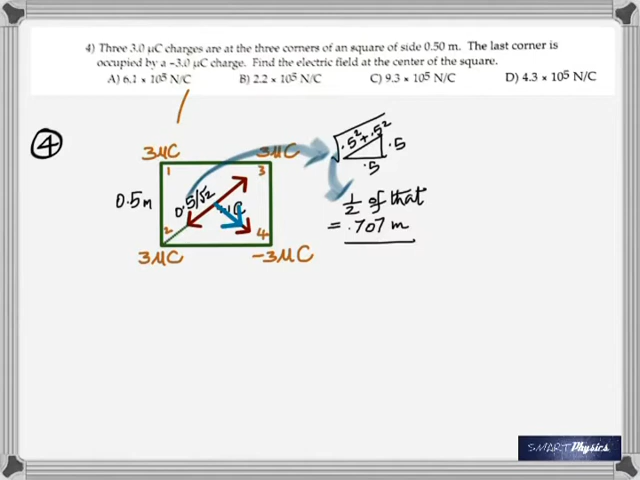 4) Three 3.0 µC charges are at the three corners of an square of side 0.50 m. The last corner is
occupied by a −3.0 µC charge. Find the electric field at the center of the square.
A) 6.1 × 10⁵ N/C B) 2.2 × 10⁵ N/C C) 9.3 × 10⁵ N/C D) 4.3 × 10⁵ N/C
4
3µC 3µC
1 3
0.5m 0.5/√2
2 4
3µC −3µC
√.5²+.5²
.5
.5
1/2 of that
= .707 m
SMART Physics